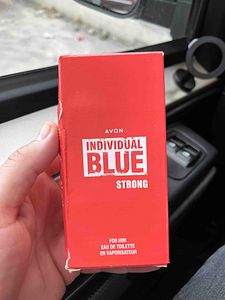 AVON
INDIVIDUAL
BLUE
STRONG
FOR HIM
EAU DE TOILETTE
EN VAPORISATEUR